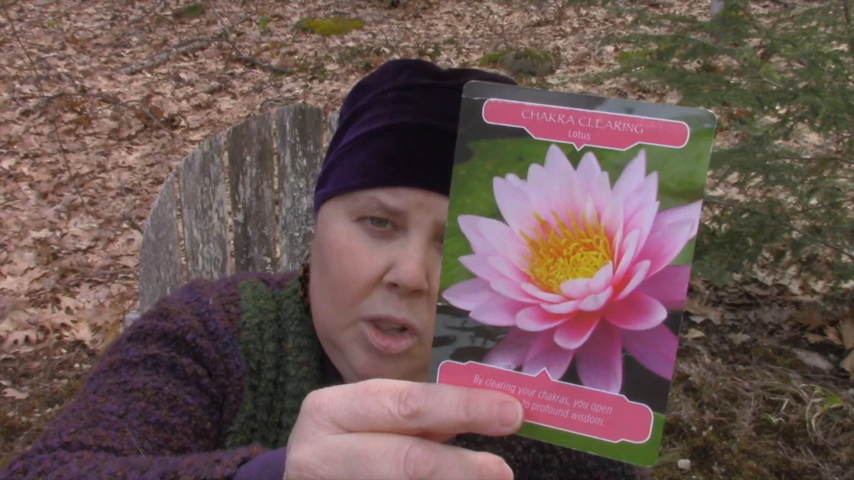 CHAKRA CLEARING
Lotus
By clearing your chakras, you open
to profound wisdom.